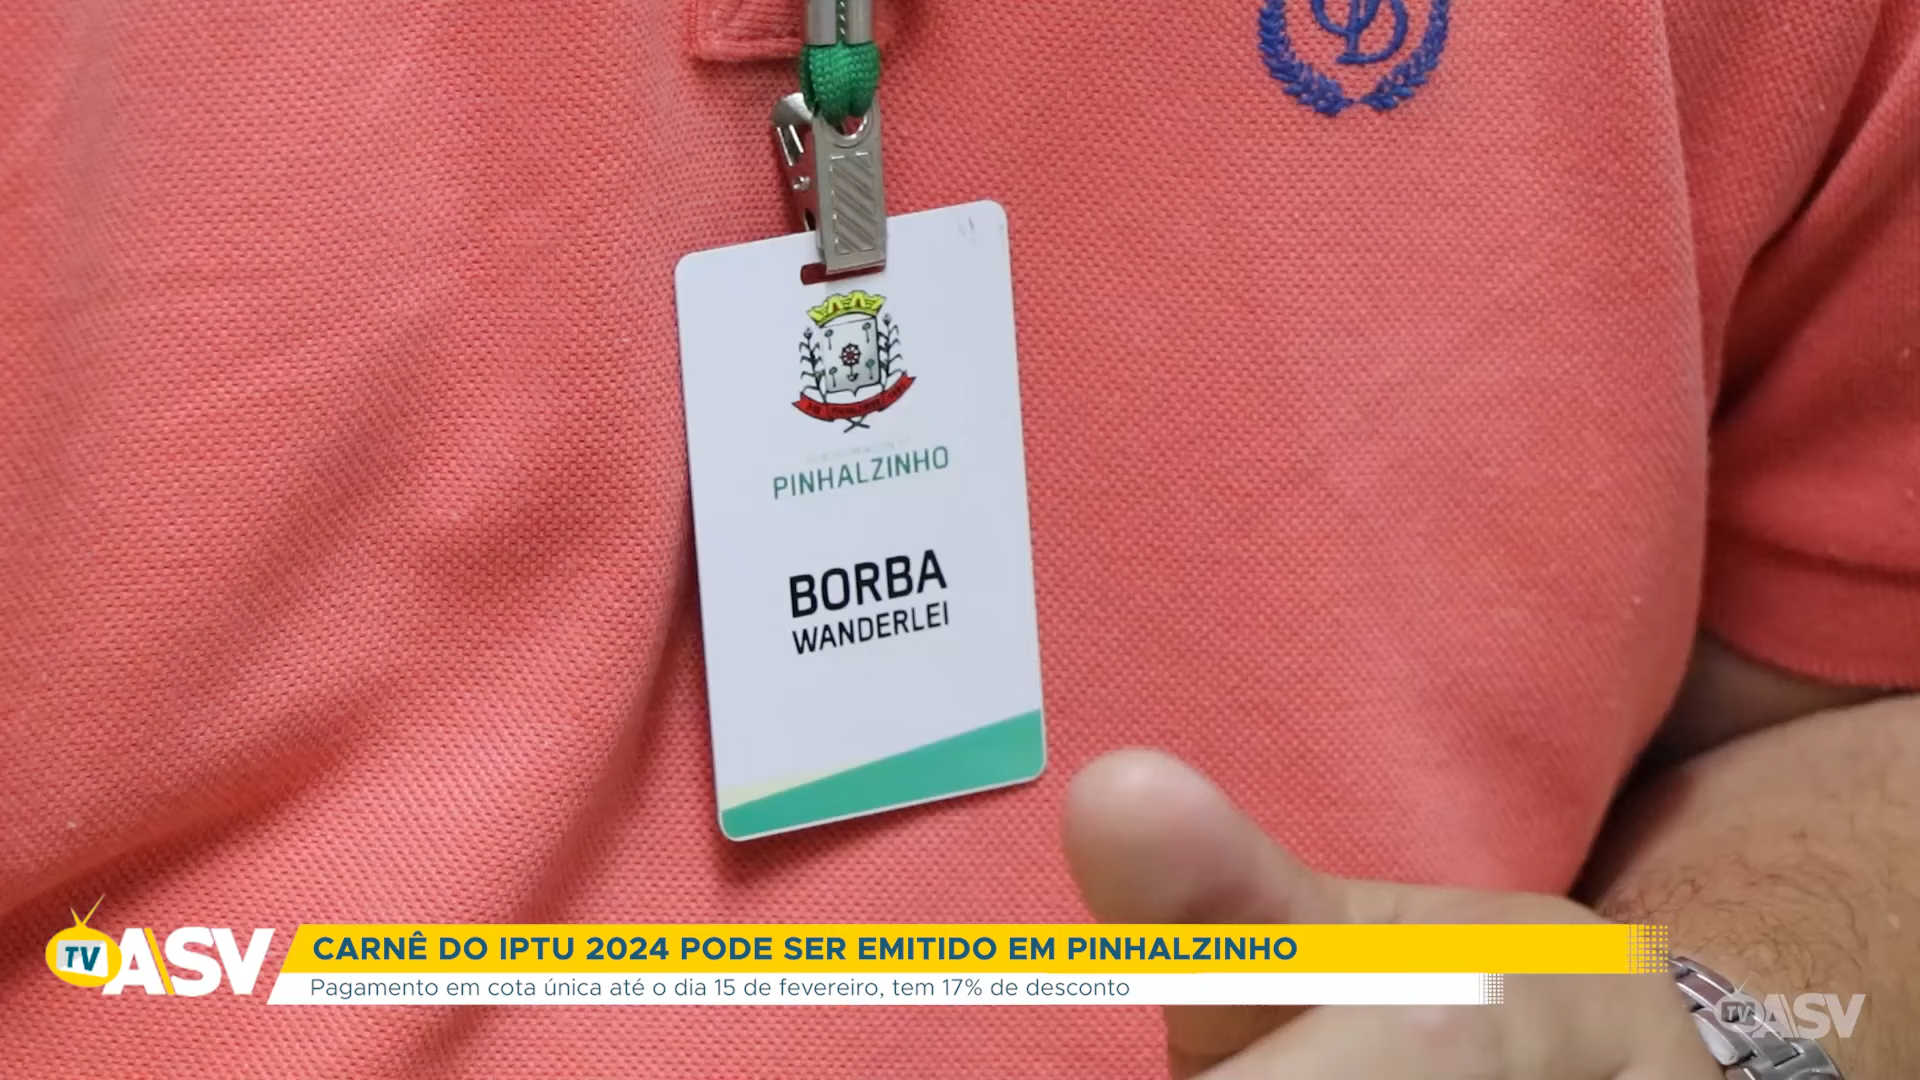 PINHALZINHO
BORBA
WANDERLEI
TV ASV
CARNÊ DO IPTU 2024 PODE SER EMITIDO EM PINHALZINHO
Pagamento em cota única até o dia 15 de fevereiro, tem 17% de desconto
TV ASV